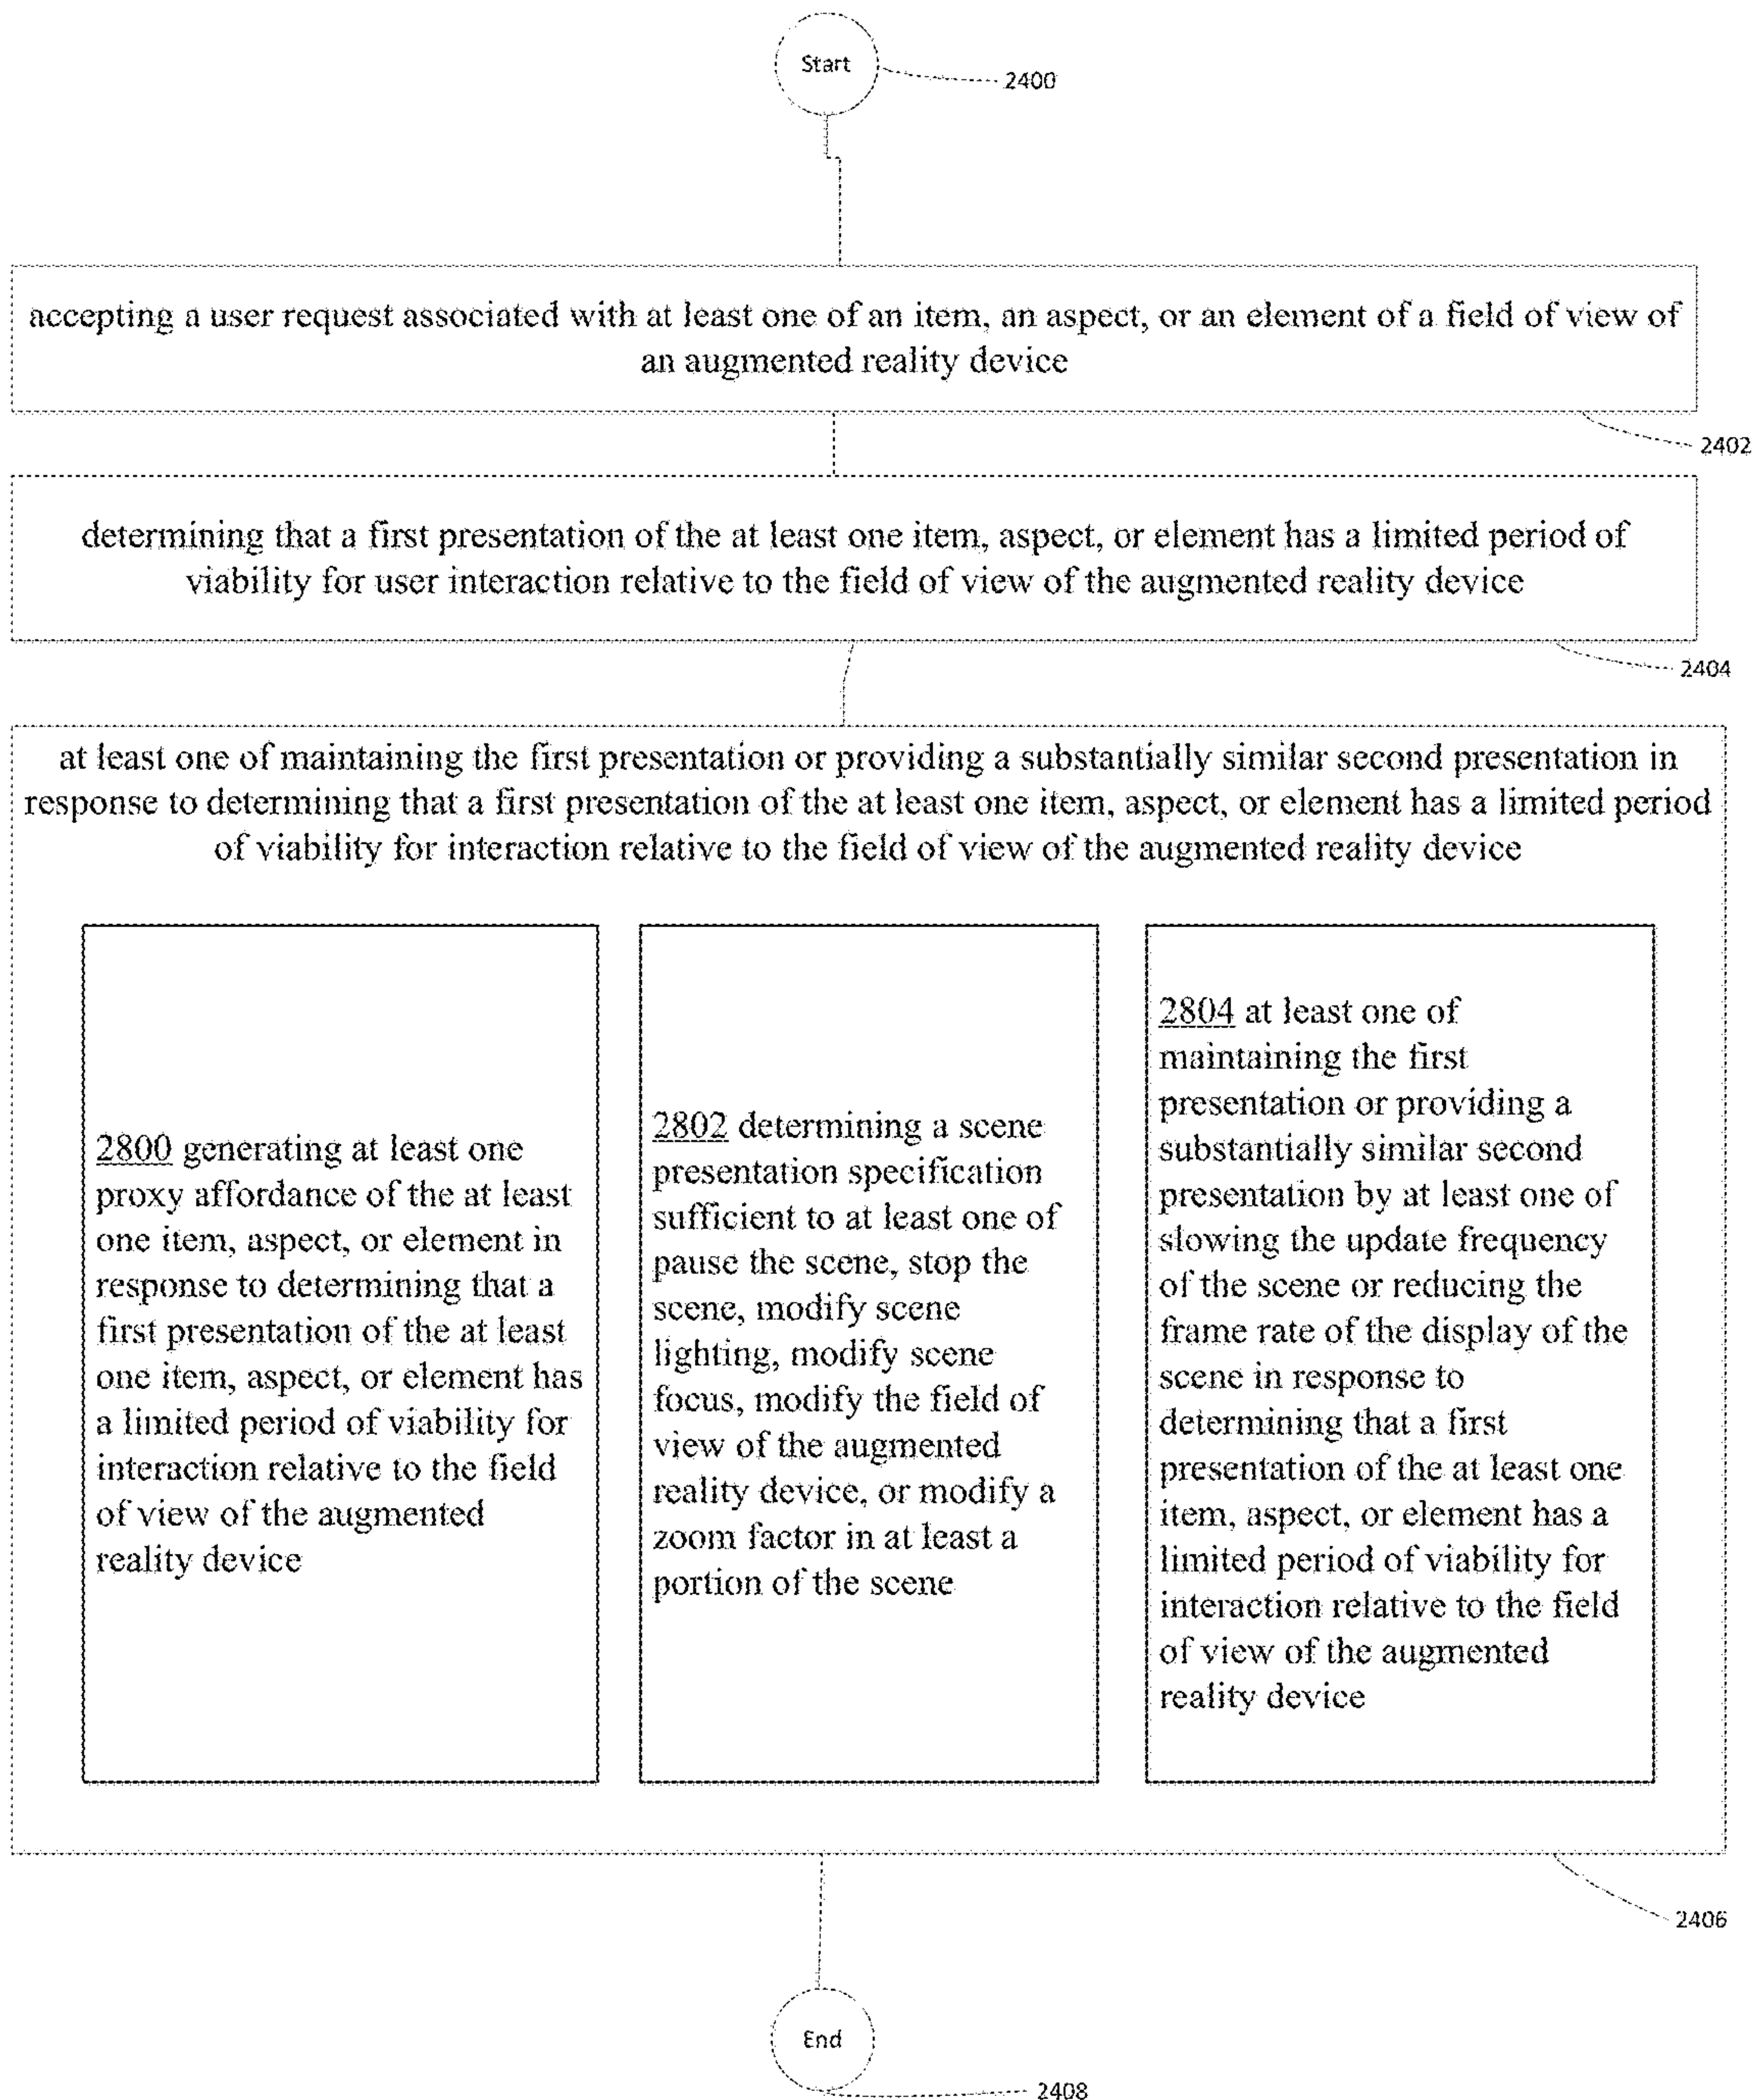 Start
2400
accepting a user request associated with at least one of an item, an aspect, or an element of a field of view of
an augmented reality device
2402
determining that a first presentation of the at least one item, aspect, or element has a limited period of
viability for user interaction relative to the field of view of the augmented reality device
2404
at least one of maintaining the first presentation or providing a substantially similar second presentation in
response to determining that a first presentation of the at least one item, aspect, or element has a limited period
of viability for interaction relative to the field of view of the augmented reality device
2800 generating at least one
proxy affordance of the at least
one item, aspect, or element in
response to determining that a
first presentation of the at least
one item, aspect, or element has
a limited period of viability for
interaction relative to the field
of view of the augmented
reality device
2802 determining a scene
presentation specification
sufficient to at least one of
pause the scene, stop the
scene, modify scene
lighting, modify scene
focus, modify the field of
view of the augmented
reality device, or modify a
zoom factor in at least a
portion of the scene
2804 at least one of
maintaining the first
presentation or providing a
substantially similar second
presentation by at least one of
slowing the update frequency
of the scene or reducing the
frame rate of the display of the
scene in response to
determining that a first
presentation of the at least one
item, aspect, or element has a
limited period of viability for
interaction relative to the field
of view of the augmented
reality device
2406
End
2408